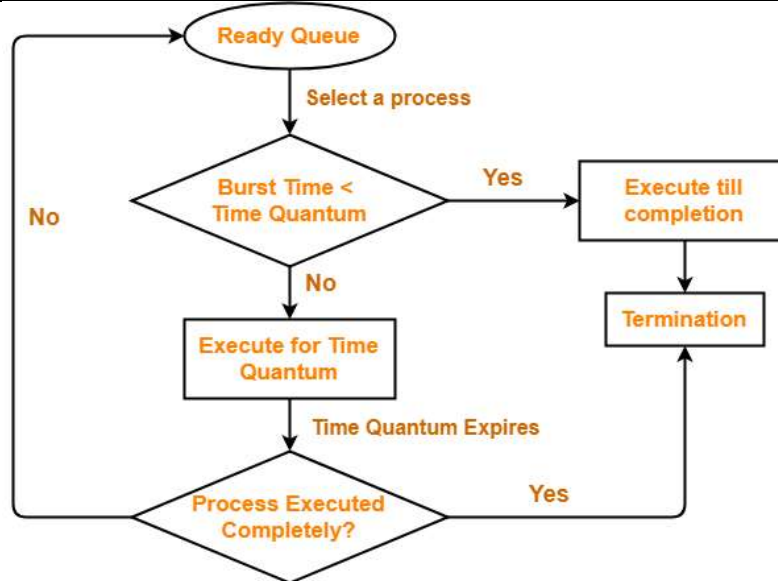 Ready Queue
Select a process
Burst Time <
Time Quantum
Yes
Execute till
completion
No
No
Termination
Execute for Time
Quantum
Time Quantum Expires
Process Executed
Completely?
Yes